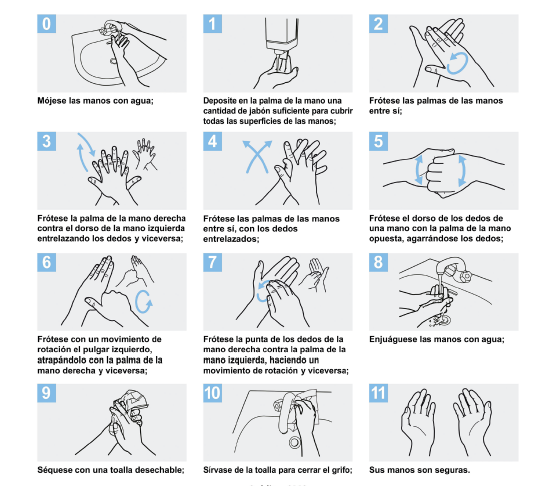 0
1
2
Mójese las manos con agua;
Deposite en la palma de la mano una
cantidad de jabón suficiente para cubrir
todas las superficies de las manos;
Frótese las palmas de las manos
entre sí;
3
4
5
Frótese la palma de la mano derecha
contra el dorso de la mano izquierda
entrelazando los dedos y viceversa;
Frótese las palmas de las manos
entre sí, con los dedos
entrelazados;
Frótese el dorso de los dedos de
una mano con la palma de la mano
opuesta, agarrándose los dedos;
6
7
8
Frótese con un movimiento de
rotación el pulgar izquierdo,
atrapándolo con la palma de la
mano derecha y viceversa;
Frótese la punta de los dedos de la
mano derecha contra la palma de la
mano izquierda, haciendo un
movimiento de rotación y viceversa;
Enjuáguese las manos con agua;
9
10
11
Séquese con una toalla desechable;
Sírvase de la toalla para cerrar el grifo;
Sus manos son seguras.